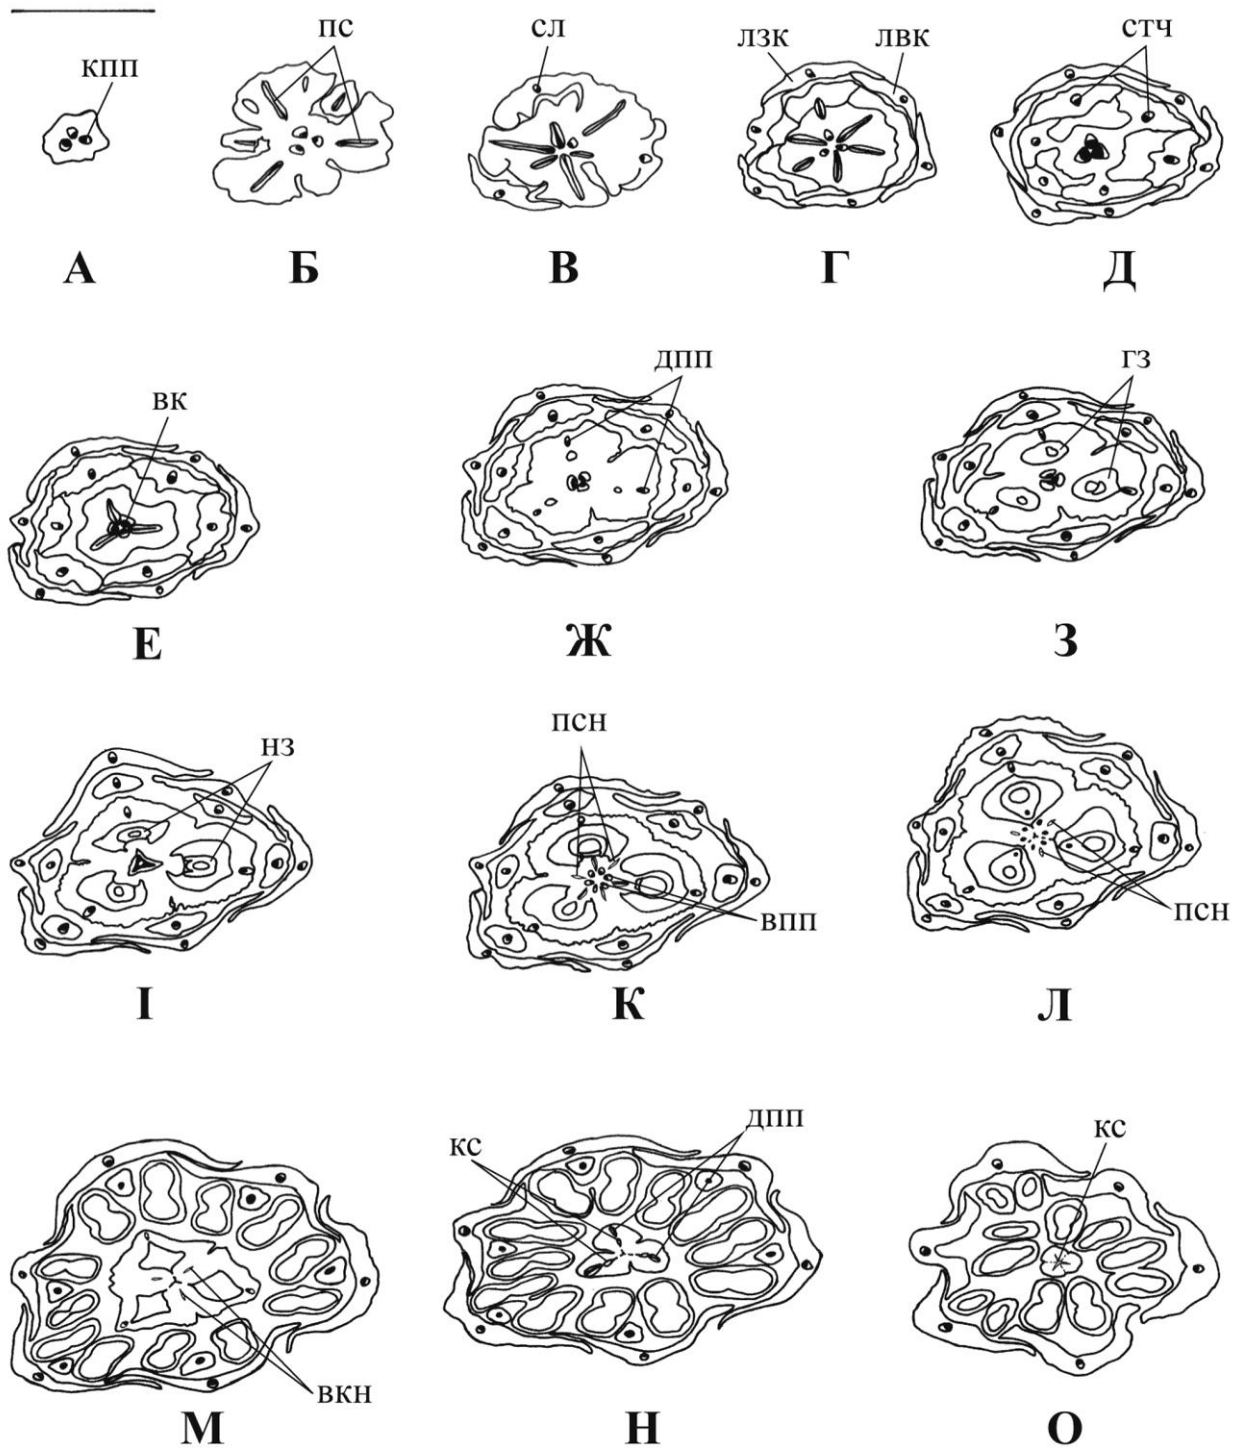 кпп
пс
сл
лзк
лвк
стч
А
Б
В
Г
Д
вк
дпп
гз
Е
Ж
З
нз
псн
впп
псн
І
К
Л
кс
дпп
кс
вкн
М
Н
О